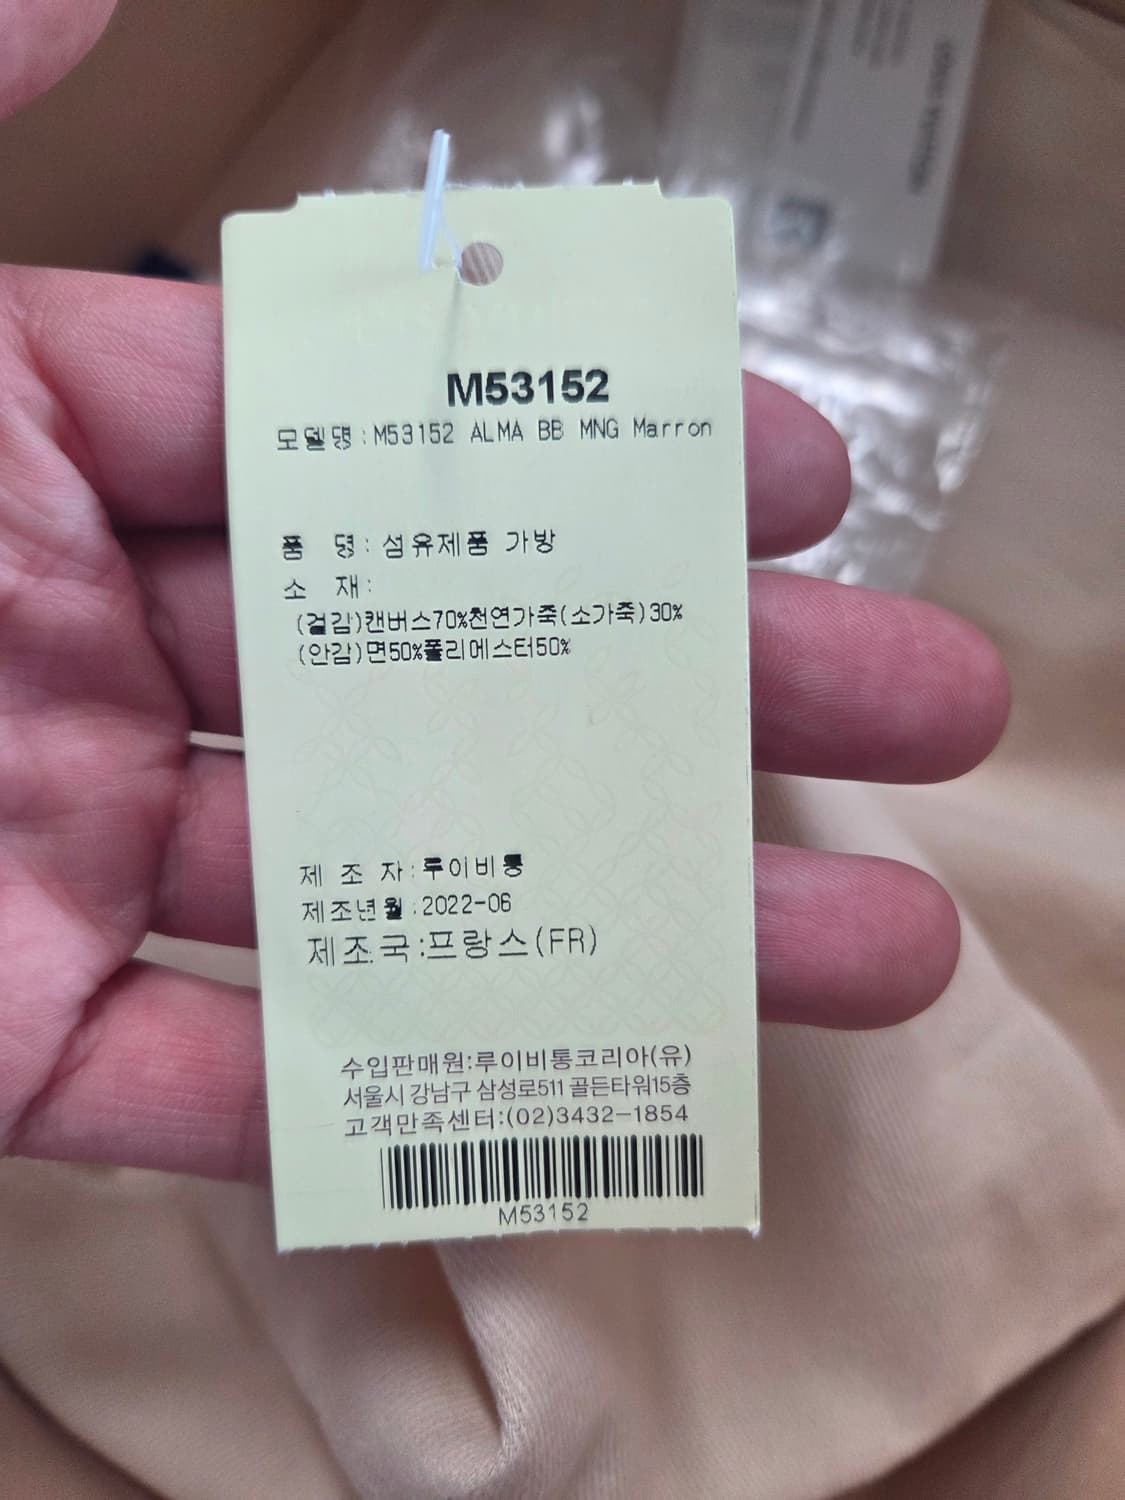 M53152
모델명:M53152 ALMA BB MNG Marron
품 명: 섬유제품 가방
소 재:
(겉감)캔버스70%천연가죽(소가죽)30%
(안감)면50%폴리에스터50%
제 조 자:루이비통
제조년월:2022-06
제조국:프랑스(FR)
수입판매원:루이비통코리아(유)
서울시 강남구 삼성로511 골든타워15층
고객만족센터:(02)3432-1854
M53152